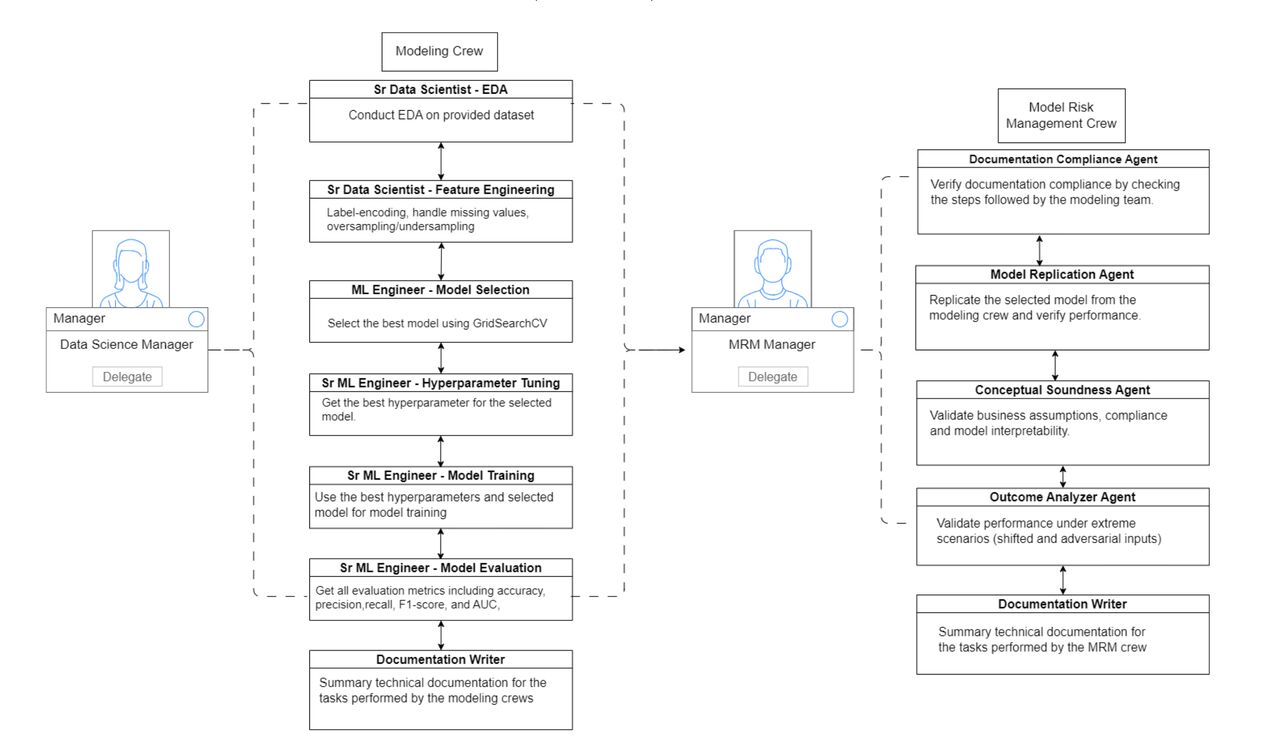 Modeling Crew
Sr Data Scientist - EDA
Conduct EDA on provided dataset
Sr Data Scientist - Feature Engineering
Label-encoding, handle missing values,
oversampling/undersampling
ML Engineer - Model Selection
Select the best model using GridSearchCV
Sr ML Engineer - Hyperparameter Tuning
Get the best hyperparameter for the selected
model.
Sr ML Engineer - Model Training
Use the best hyperparameters and selected
model for model training
Sr ML Engineer - Model Evaluation
Get all evaluation metrics including accuracy,
precision,recall, F1-score, and AUC,
Documentation Writer
Summary technical documentation for the
tasks performed by the modeling crews
Manager
Data Science Manager
Delegate
Manager
MRM Manager
Delegate
Model Risk
Management Crew
Documentation Compliance Agent
Verify documentation compliance by checking
the steps followed by the modeling team.
Model Replication Agent
Replicate the selected model from the
modeling crew and verify performance.
Conceptual Soundness Agent
Validate business assumptions, compliance
and model interpretability.
Outcome Analyzer Agent
Validate performance under extreme
scenarios (shifted and adversarial inputs)
Documentation Writer
Summary technical documentation for
the tasks performed by the MRM crew